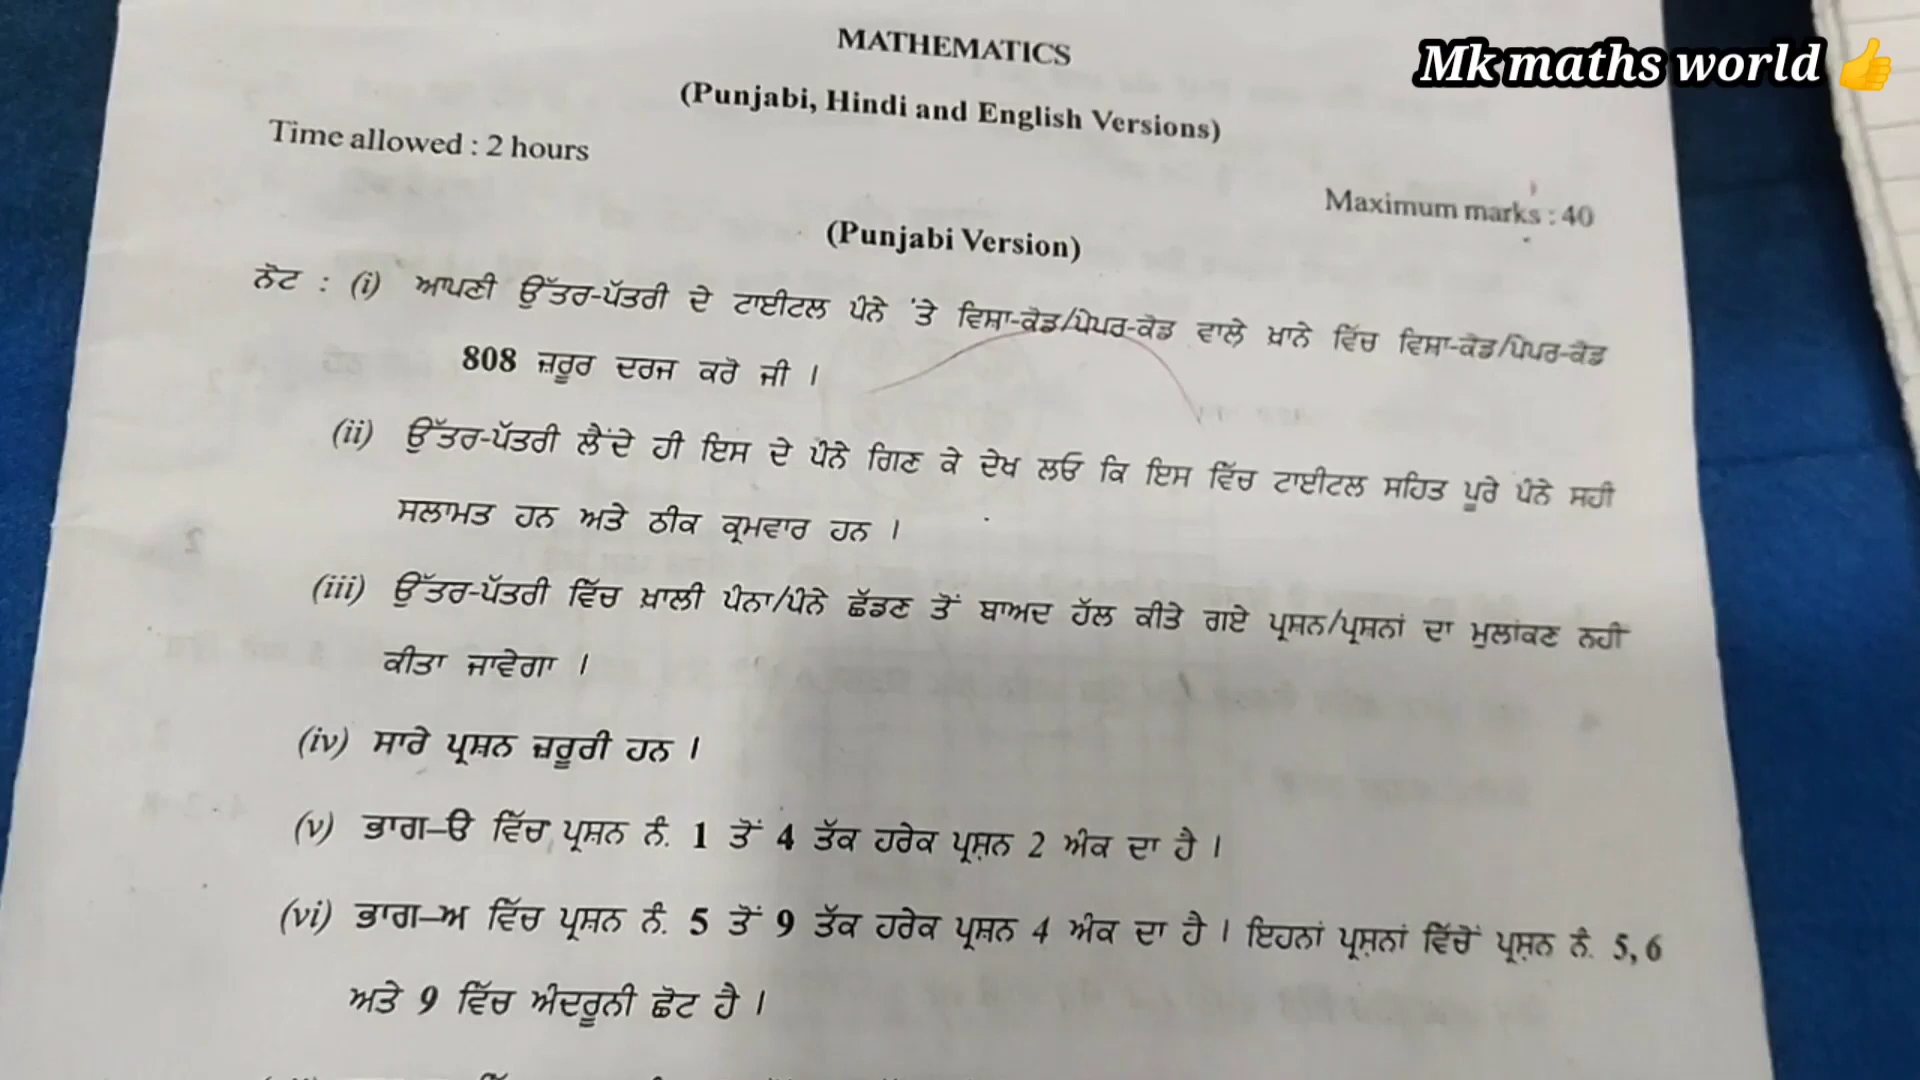 MATHEMATICS
Mk maths world 👍
(Punjabi, Hindi and English Versions)
Time allowed : 2 hours
Maximum marks : 40
(Punjabi Version)
ਨੋਟ : (i) ਆਪਣੀ ਉੱਤਰ-ਪੱਤਰੀ ਦੇ ਟਾਈਟਲ ਪੰਨੇ 'ਤੇ ਵਿਸ਼ਾ-ਕੋਡ/ਪੇਪਰ-ਕੋਡ ਵਾਲੇ ਖ਼ਾਨੇ ਵਿੱਚ ਵਿਸ਼ਾ-ਕੋਡ/ਪੇਪਰ-ਕੋਡ
808 ਜ਼ਰੂਰ ਦਰਜ ਕਰੋ ਜੀ ।
(ii) ਉੱਤਰ-ਪੱਤਰੀ ਲੈਂਦੇ ਹੀ ਇਸ ਦੇ ਪੰਨੇ ਗਿਣ ਕੇ ਦੇਖ ਲਓ ਕਿ ਇਸ ਵਿੱਚ ਟਾਈਟਲ ਸਹਿਤ ਪੂਰੇ ਪੰਨੇ ਸਹੀ
ਸਲਾਮਤ ਹਨ ਅਤੇ ਠੀਕ ਕ੍ਰਮਵਾਰ ਹਨ ।
(iii) ਉੱਤਰ-ਪੱਤਰੀ ਵਿੱਚ ਖ਼ਾਲੀ ਪੰਨਾ/ਪੰਨੇ ਛੱਡਣ ਤੋਂ ਬਾਅਦ ਹੱਲ ਕੀਤੇ ਗਏ ਪ੍ਰਸ਼ਨ/ਪ੍ਰਸ਼ਨਾਂ ਦਾ ਮੁਲਾਂਕਣ ਨਹੀਂ
ਕੀਤਾ ਜਾਵੇਗਾ ।
(iv) ਸਾਰੇ ਪ੍ਰਸ਼ਨ ਜ਼ਰੂਰੀ ਹਨ ।
(v) ਭਾਗ–ੳ ਵਿੱਚ ਪ੍ਰਸ਼ਨ ਨੰ. 1 ਤੋਂ 4 ਤੱਕ ਹਰੇਕ ਪ੍ਰਸ਼ਨ 2 ਅੰਕ ਦਾ ਹੈ ।
(vi) ਭਾਗ–ਅ ਵਿੱਚ ਪ੍ਰਸ਼ਨ ਨੰ. 5 ਤੋਂ 9 ਤੱਕ ਹਰੇਕ ਪ੍ਰਸ਼ਨ 4 ਅੰਕ ਦਾ ਹੈ । ਇਹਨਾਂ ਪ੍ਰਸ਼ਨਾਂ ਵਿੱਚੋਂ ਪ੍ਰਸ਼ਨ ਨੰ. 5, 6
ਅਤੇ 9 ਵਿੱਚ ਅੰਦਰੂਨੀ ਛੋਟ ਹੈ ।